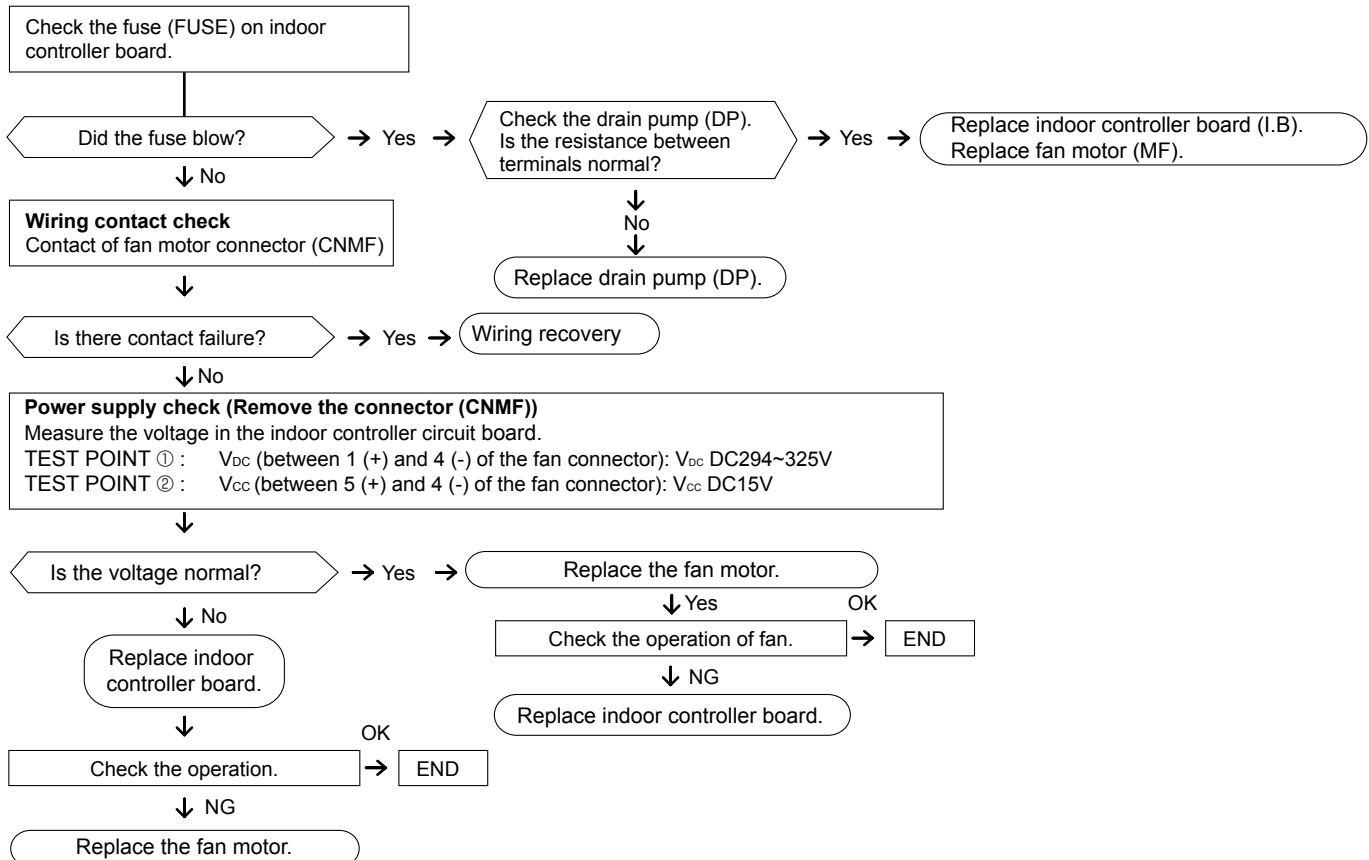 Check the fuse (FUSE) on indoor
controller board.
Did the fuse blow?
Yes
Check the drain pump (DP).
Is the resistance between
terminals normal?
Yes
Replace indoor controller board (I.B).
Replace fan motor (MF).
No
No
Replace drain pump (DP).
Wiring contact check
Contact of fan motor connector (CNMF)
Is there contact failure?
Yes
Wiring recovery
No
Power supply check (Remove the connector (CNMF))
Measure the voltage in the indoor controller circuit board.
TEST POINT ① : VDC (between 1 (+) and 4 (-) of the fan connector): VDC DC294~325V
TEST POINT ② : VCC (between 5 (+) and 4 (-) of the fan connector): VCC DC15V
Is the voltage normal?
Yes
Replace the fan motor.
Yes
OK
Check the operation of fan.
END
NG
Replace indoor controller board.
No
Replace indoor
controller board.
OK
Check the operation.
END
NG
Replace the fan motor.